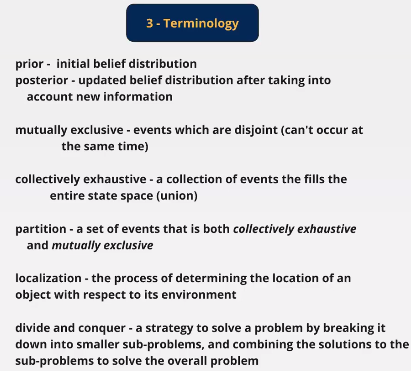 3 - Terminology
prior - initial belief distribution
posterior - updated belief distribution after taking into
account new information
mutually exclusive - events which are disjoint (can't occur at
the same time)
collectively exhaustive - a collection of events the fills the
entire state space (union)
partition - a set of events that is both collectively exhaustive
and mutually exclusive
localization - the process of determining the location of an
object with respect to its environment
divide and conquer - a strategy to solve a problem by breaking it
down into smaller sub-problems, and combining the solutions to the
sub-problems to solve the overall problem